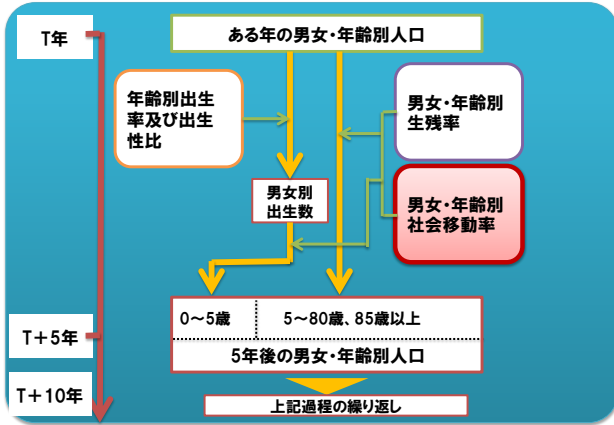 T年
ある年の男女・年齢別人口
年齢別出生
率及び出生
性比
男女・年齢別
生残率
男女別
出生数
男女・年齢別
社会移動率
0～5歳
5～80歳、85歳以上
T＋5年
5年後の男女・年齢別人口
T＋10年
上記過程の繰り返し